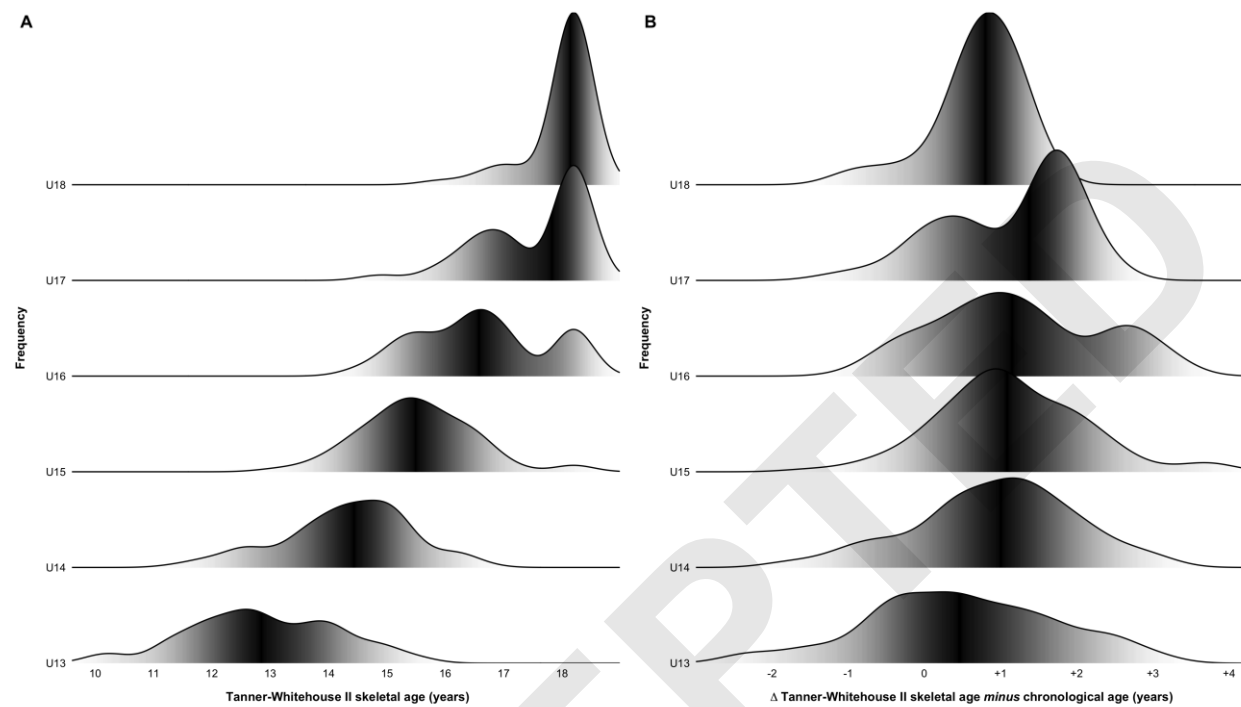 A
B
U18
U18
U17
U17
Frequency
Frequency
U16
U16
U15
U15
U14
U14
U13
U13
10 11 12 13 14 15 16 17 18
-2 -1 0 +1 +2 +3 +4
Tanner-Whitehouse II skeletal age (years)
Δ Tanner-Whitehouse II skeletal age minus chronological age (years)
PTED